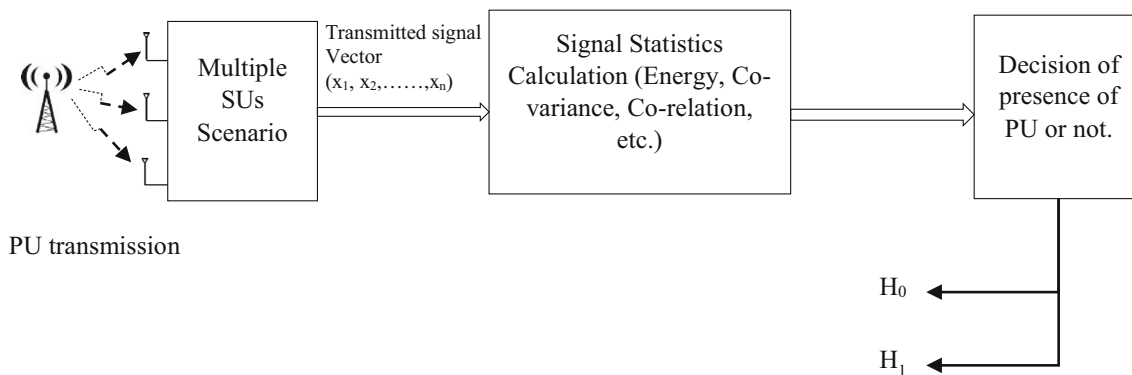 Transmitted signal
Vector
(x₁, x₂,......,xₙ)
Multiple
SUs
Scenario
Signal Statistics
Calculation (Energy, Co-
variance, Co-relation,
etc.)
Decision of
presence of
PU or not.
PU transmission
H₀
H₁